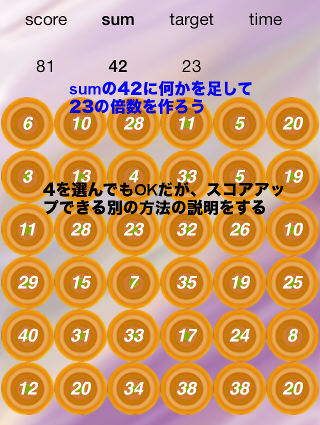 score sum target time
81 42 23
sumの42に何かを足して
23の倍数を作ろう
6 10 28 11 5 20
3 13 4 33 5 19
4を選んでもOKだが、スコアアッ
プできる別の方法の説明をする
11 28 23 32 26 10
29 15 7 35 19 25
40 31 33 17 24 8
12 20 34 38 38 20